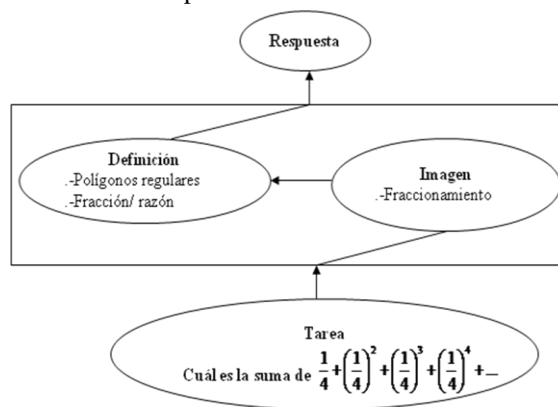 Respuesta
Definición
.-Polígonos regulares
.-Fracción/ razón
Imagen
.-Fraccionamiento
Tarea
Cuál es la suma de 1/4+(1/4)^2+(1/4)^3+(1/4)^4+...